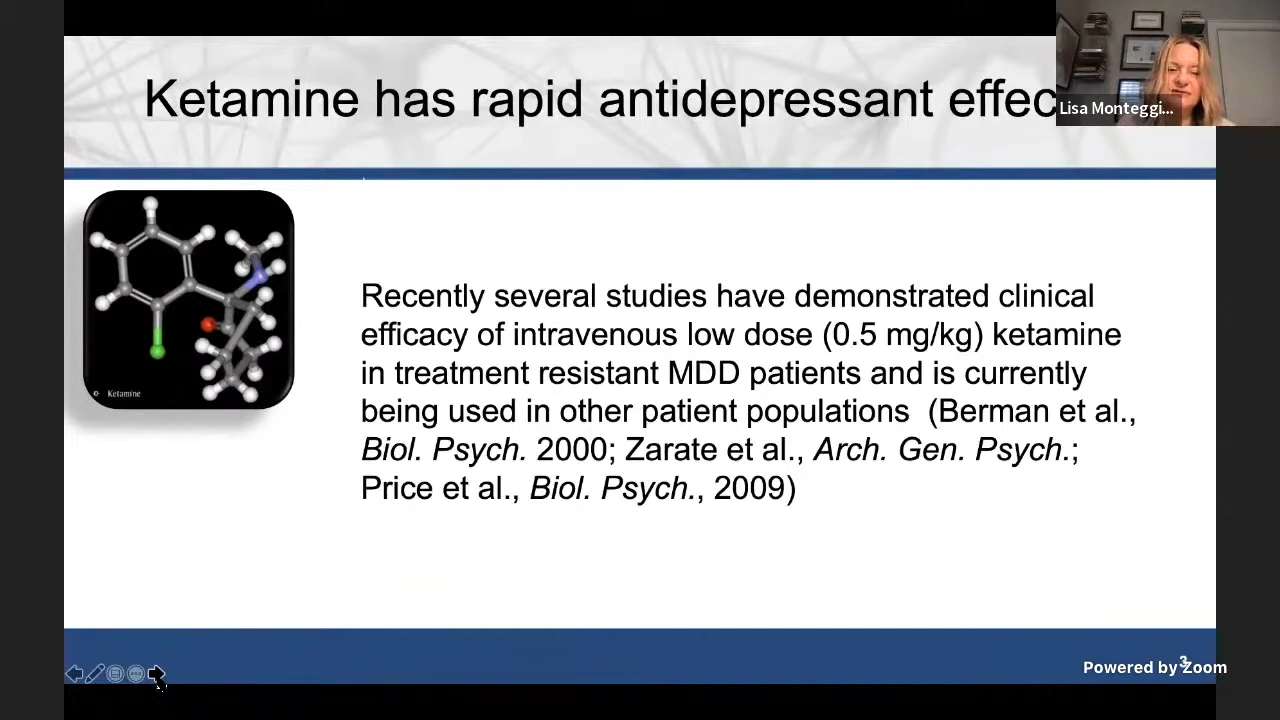 Ketamine has rapid antidepressant effec
Lisa Monteggi...
© Ketamine
Recently several studies have demonstrated clinical
efficacy of intravenous low dose (0.5 mg/kg) ketamine
in treatment resistant MDD patients and is currently
being used in other patient populations (Berman et al.,
Biol. Psych. 2000; Zarate et al., Arch. Gen. Psych.;
Price et al., Biol. Psych., 2009)
3
Powered by Zoom